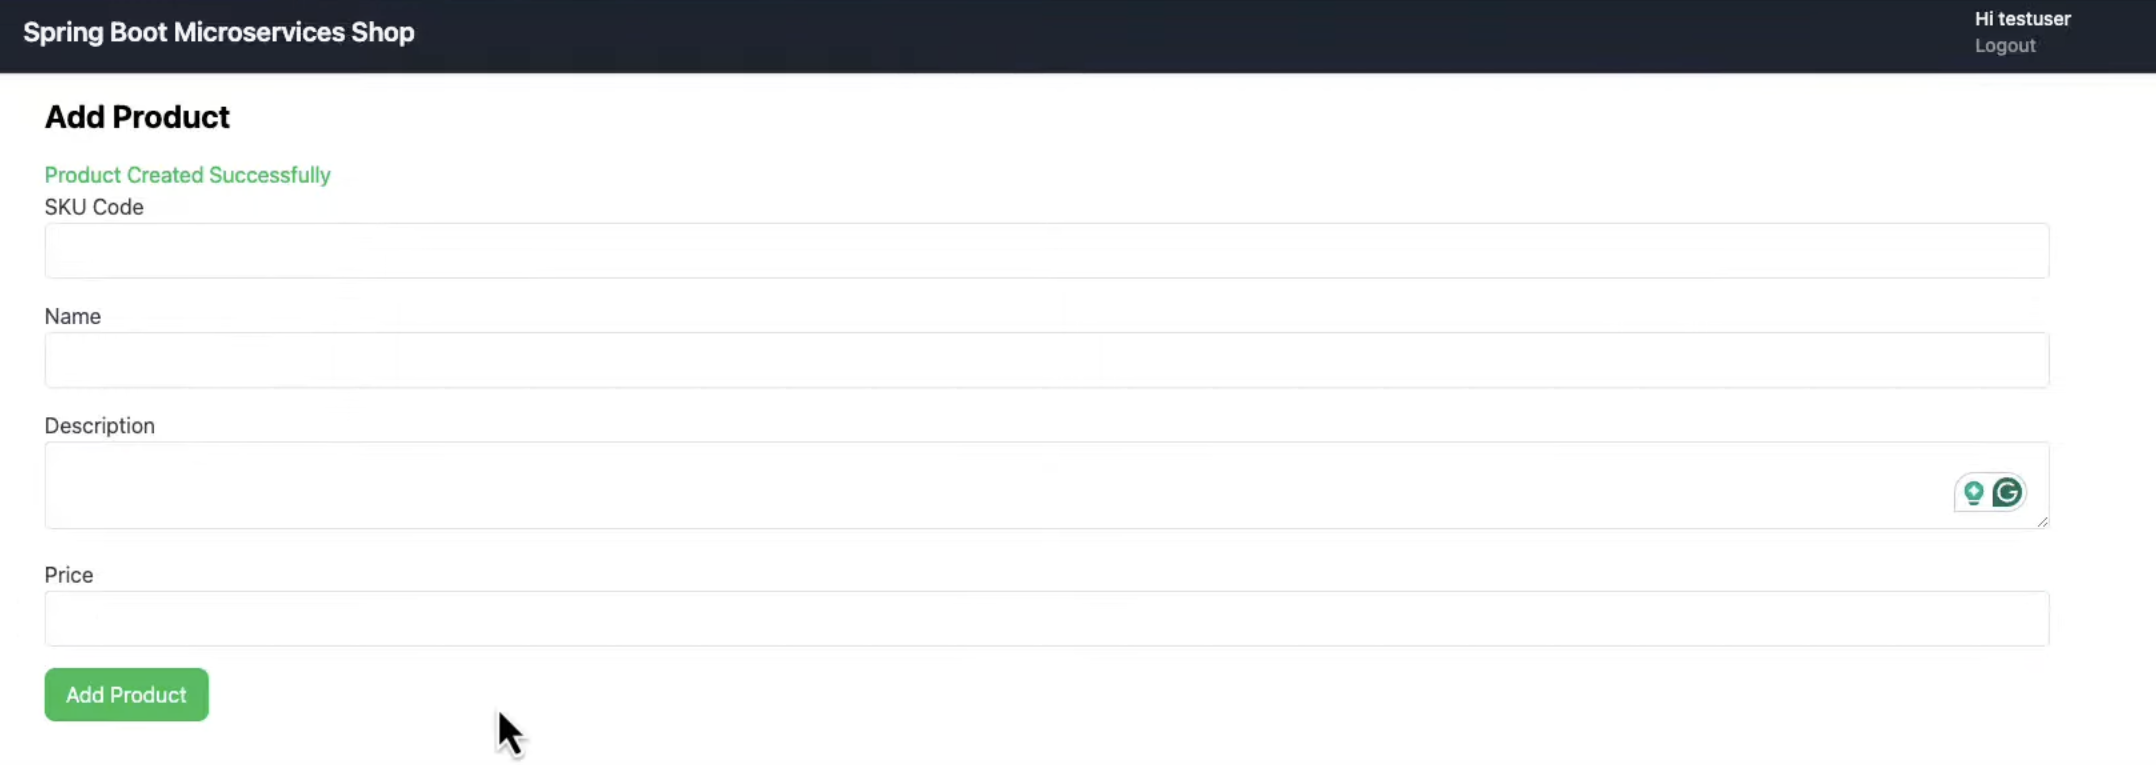 Spring Boot Microservices Shop
Hi testuser
Logout
Add Product
Product Created Successfully
SKU Code
Name
Description
Price
Add Product